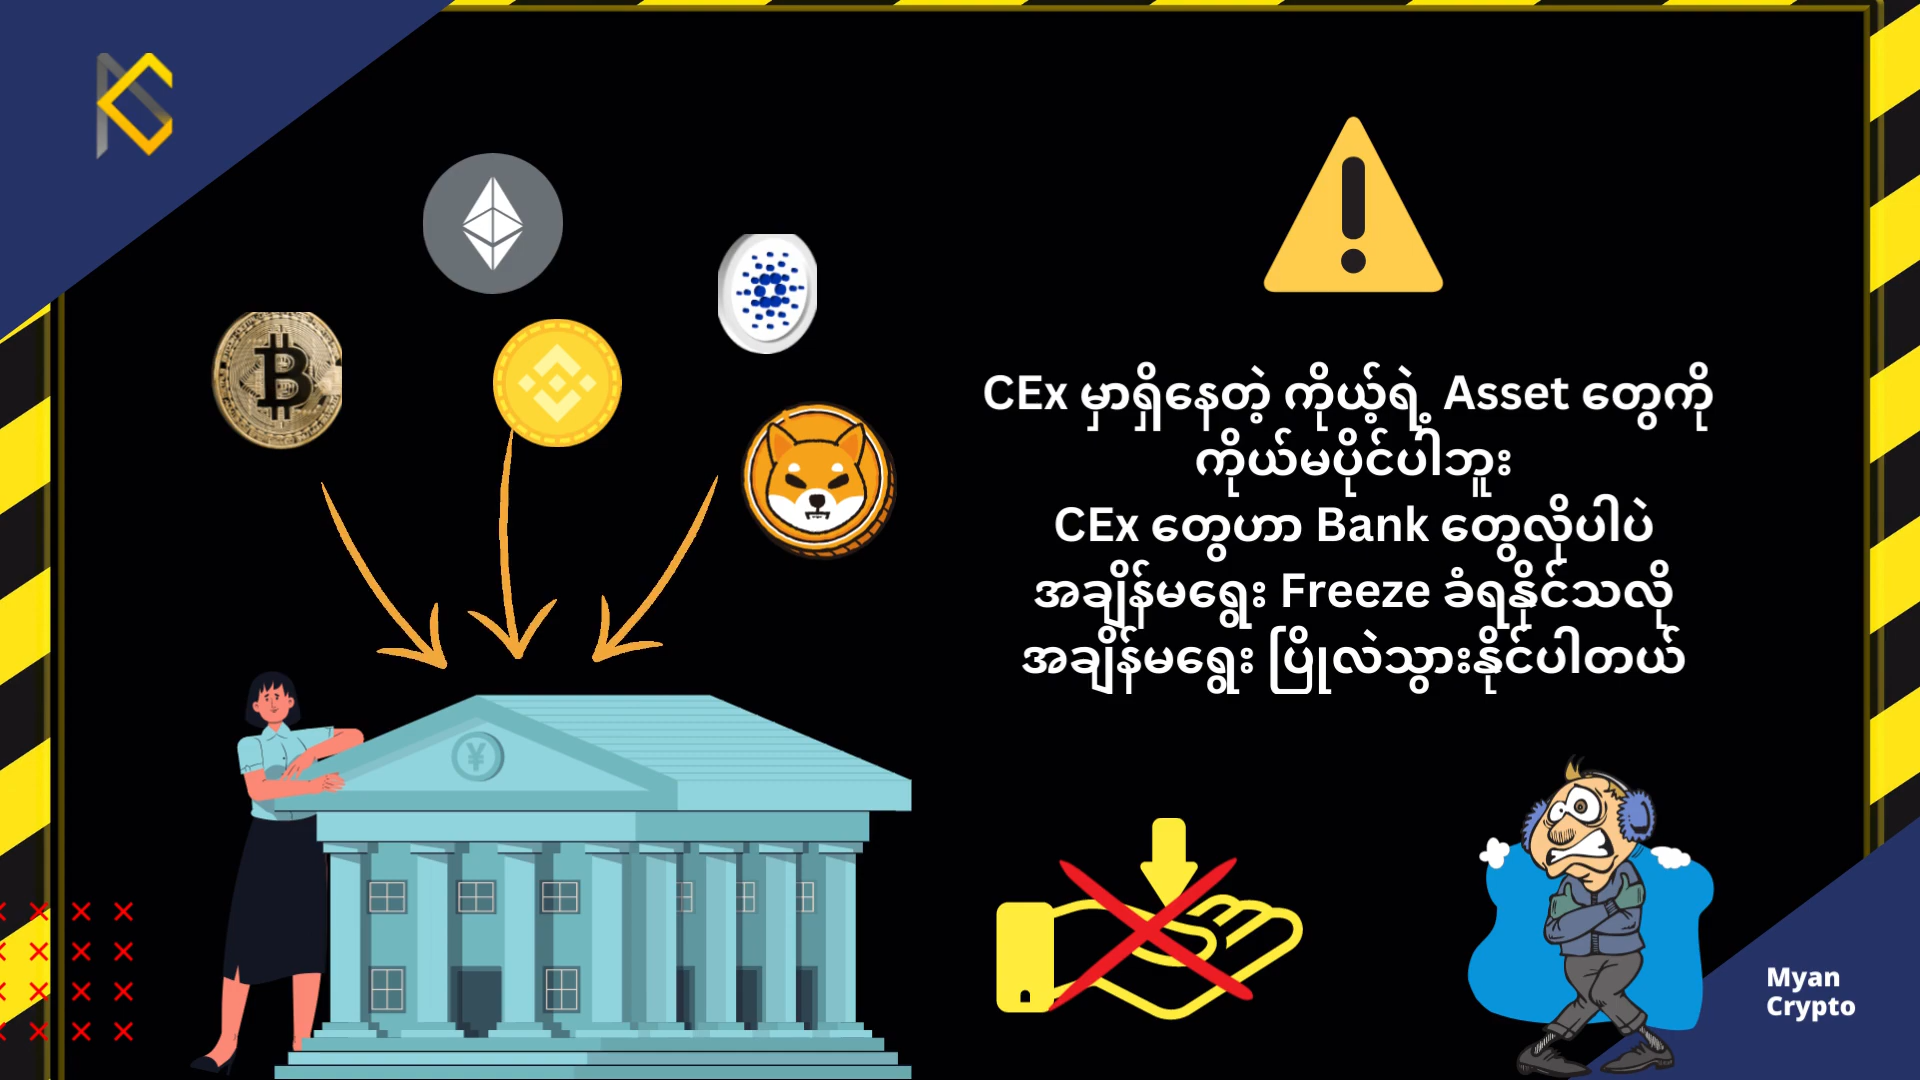 CEx မှာရှိနေတဲ့ ကိုယ့်ရဲ့ Asset တွေကို
ကိုယ်မပိုင်ပါဘူး
CEx တွေဟာ Bank တွေလိုပါပဲ
အချိန်မရွေး Freeze ခံရနိုင်သလို
အချိန်မရွေး ပြိုလဲသွားနိုင်ပါတယ်
Myan
Crypto